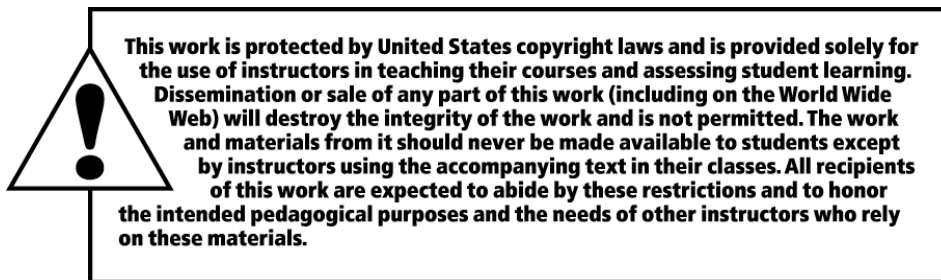 This work is protected by United States copyright laws and is provided solely for
the use of instructors in teaching their courses and assessing student learning.
Dissemination or sale of any part of this work (including on the World Wide
Web) will destroy the integrity of the work and is not permitted. The work
and materials from it should never be made available to students except
by instructors using the accompanying text in their classes. All recipients
of this work are expected to abide by these restrictions and to honor
the intended pedagogical purposes and the needs of other instructors who rely
on these materials.